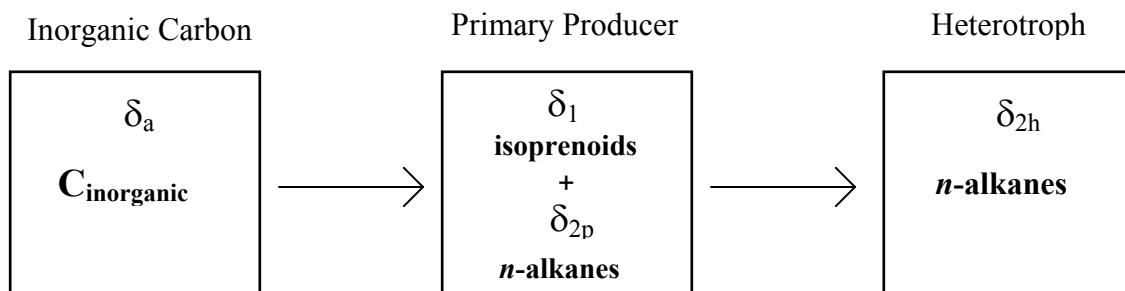 Inorganic Carbon
Primary Producer
Heterotroph
δa
Cinorganic
δ1
isoprenoids
+
δ2p
n-alkanes
δ2h
n-alkanes